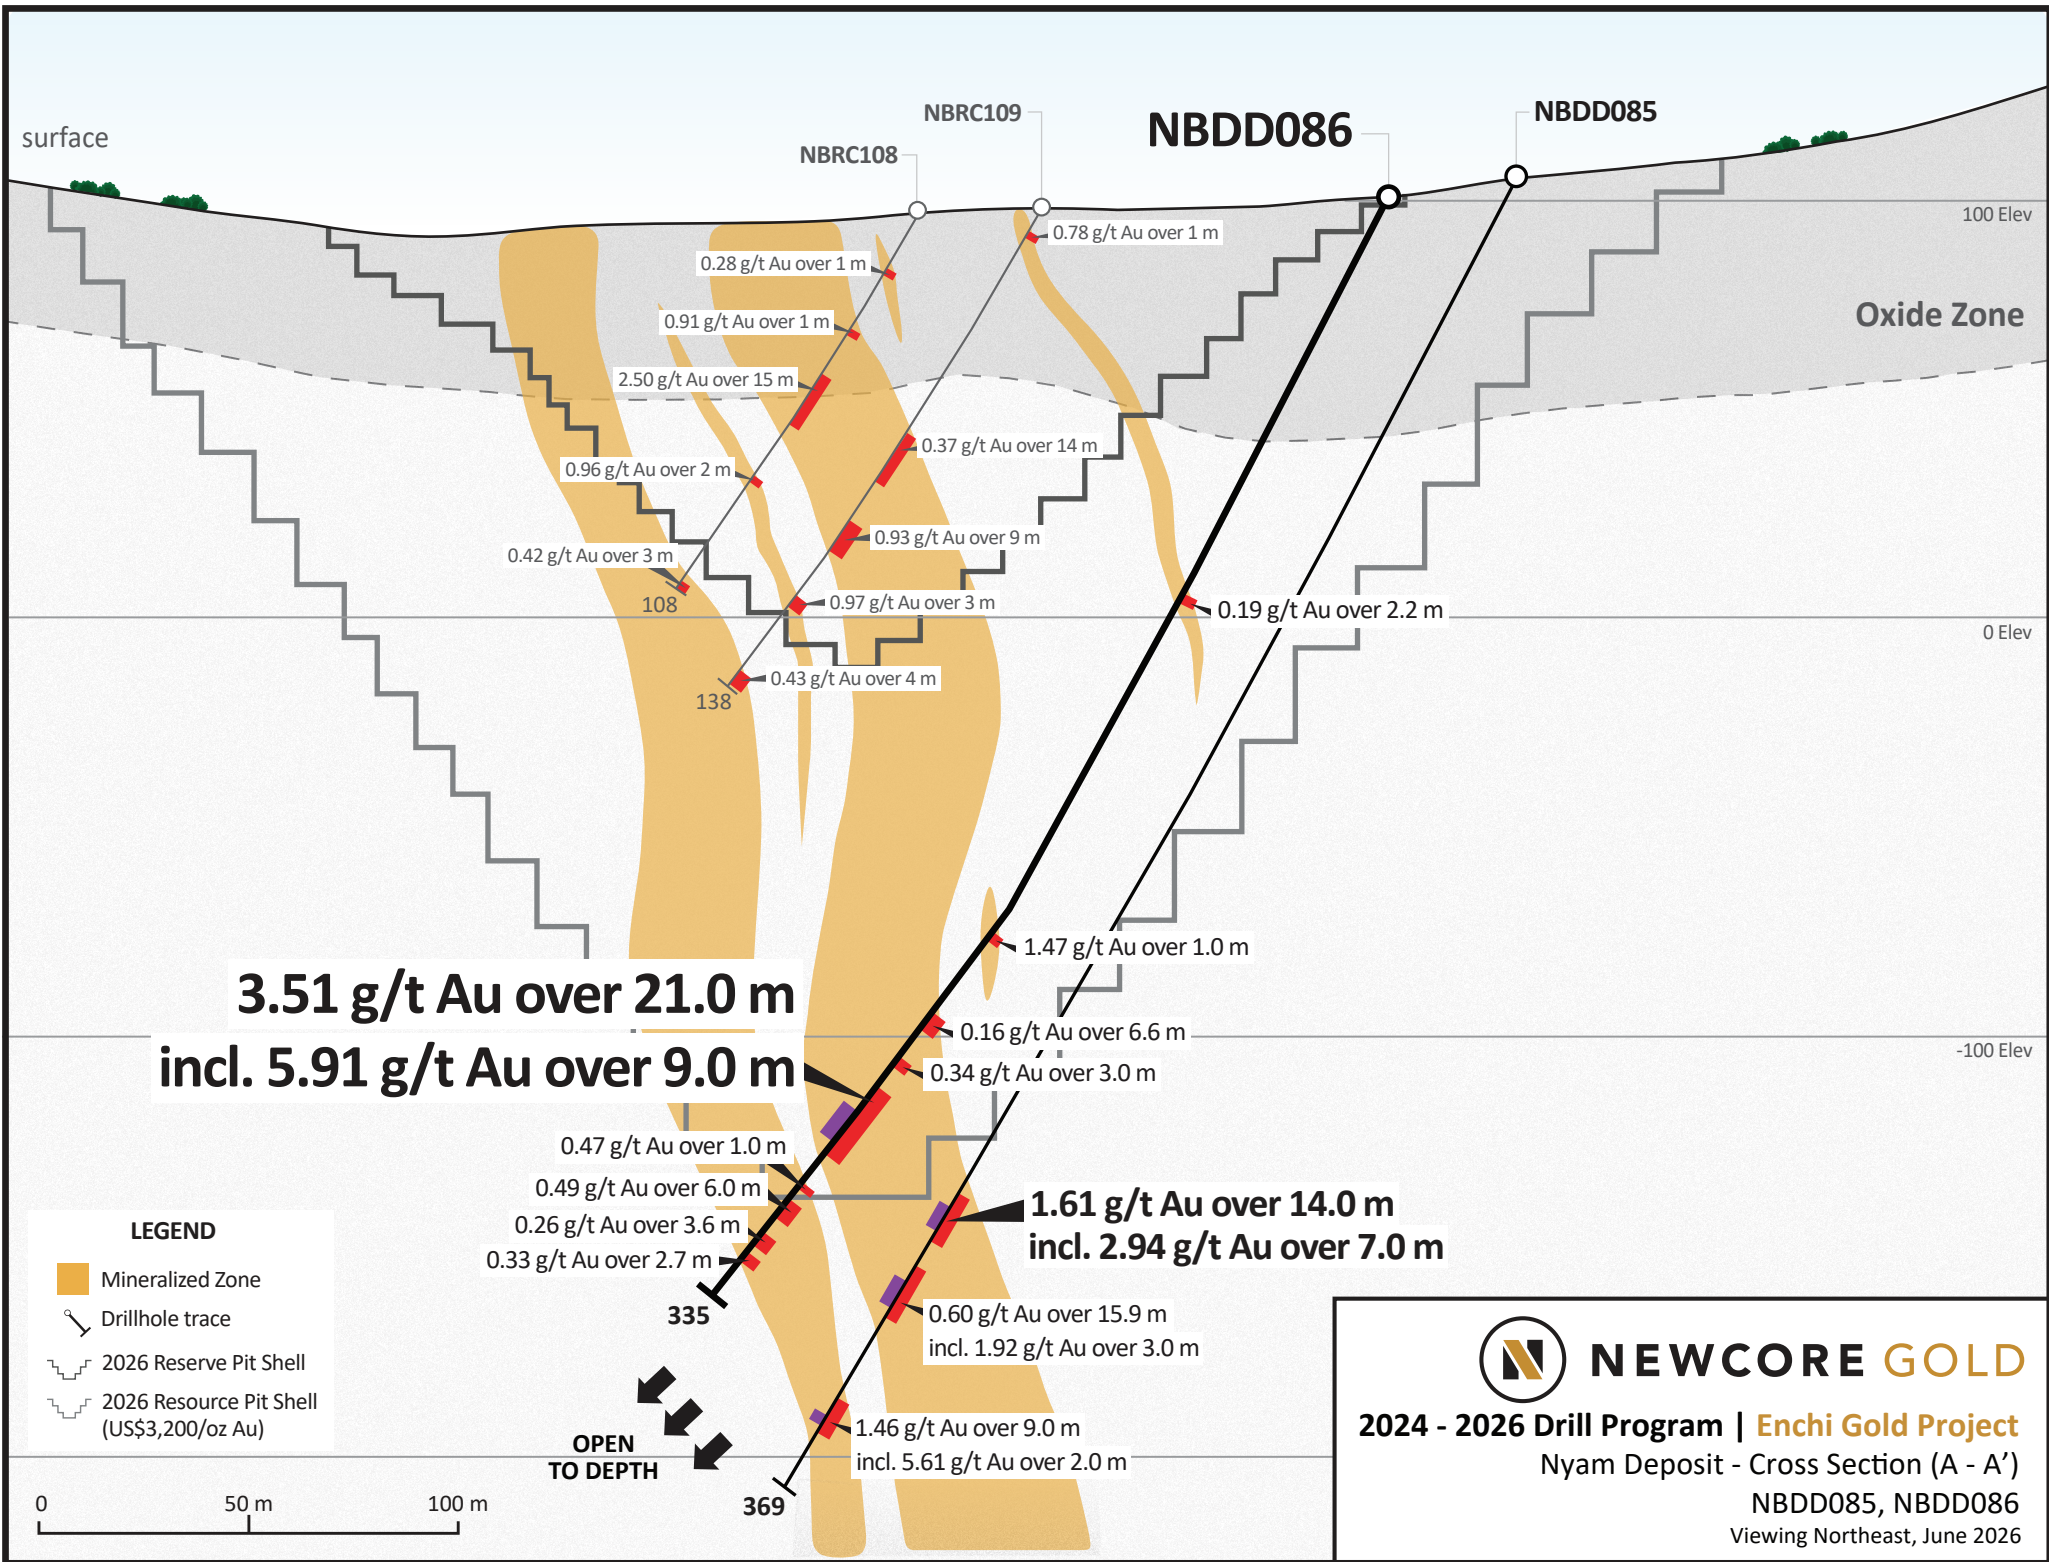 surface
NBRC108
NBRC109
NBDD086
NBDD085
100 Elev
Oxide Zone
0.78 g/t Au over 1 m
0.28 g/t Au over 1 m
0.91 g/t Au over 1 m
2.50 g/t Au over 15 m
0.37 g/t Au over 14 m
0.96 g/t Au over 2 m
0.93 g/t Au over 9 m
0.42 g/t Au over 3 m
108
0.97 g/t Au over 3 m
0.19 g/t Au over 2.2 m
0 Elev
0.43 g/t Au over 4 m
138
1.47 g/t Au over 1.0 m
3.51 g/t Au over 21.0 m
incl. 5.91 g/t Au over 9.0 m
0.16 g/t Au over 6.6 m
-100 Elev
0.34 g/t Au over 3.0 m
0.47 g/t Au over 1.0 m
0.49 g/t Au over 6.0 m
0.26 g/t Au over 3.6 m
0.33 g/t Au over 2.7 m
335
1.61 g/t Au over 14.0 m
incl. 2.94 g/t Au over 7.0 m
0.60 g/t Au over 15.9 m
incl. 1.92 g/t Au over 3.0 m
1.46 g/t Au over 9.0 m
incl. 5.61 g/t Au over 2.0 m
369
OPEN
TO DEPTH
LEGEND
Mineralized Zone
Drillhole trace
2026 Reserve Pit Shell
2026 Resource Pit Shell
(US$3,200/oz Au)
0 50 m 100 m
N NEWCORE GOLD
2024 - 2026 Drill Program | Enchi Gold Project
Nyam Deposit - Cross Section (A - A’)
NBDD085, NBDD086
Viewing Northeast, June 2026